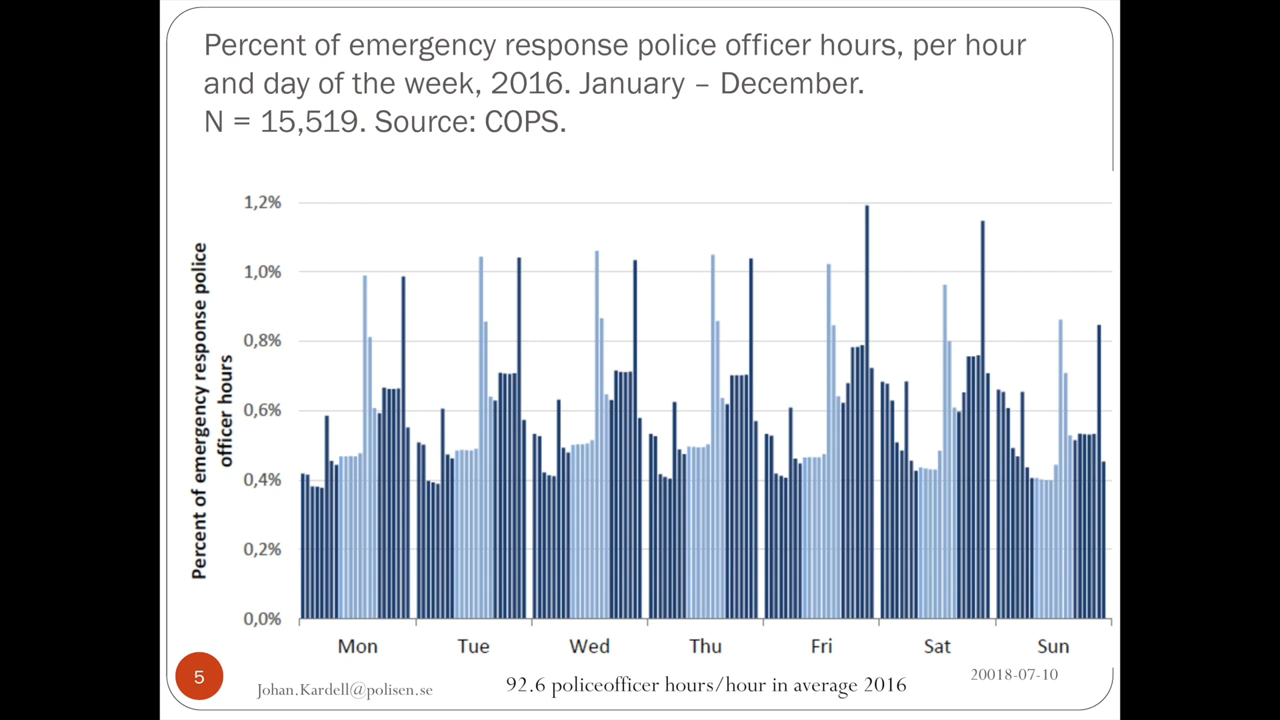 Percent of emergency response police officer hours, per hour
and day of the week, 2016. January – December.
N = 15,519. Source: COPS.
Percent of emergency response police
officer hours
1,2%
1,0%
0,8%
0,6%
0,4%
0,2%
0,0%
Mon Tue Wed Thu Fri Sat Sun
5
Johan.Kardell@polisen.se
92.6 policeofficer hours/hour in average 2016
20018-07-10